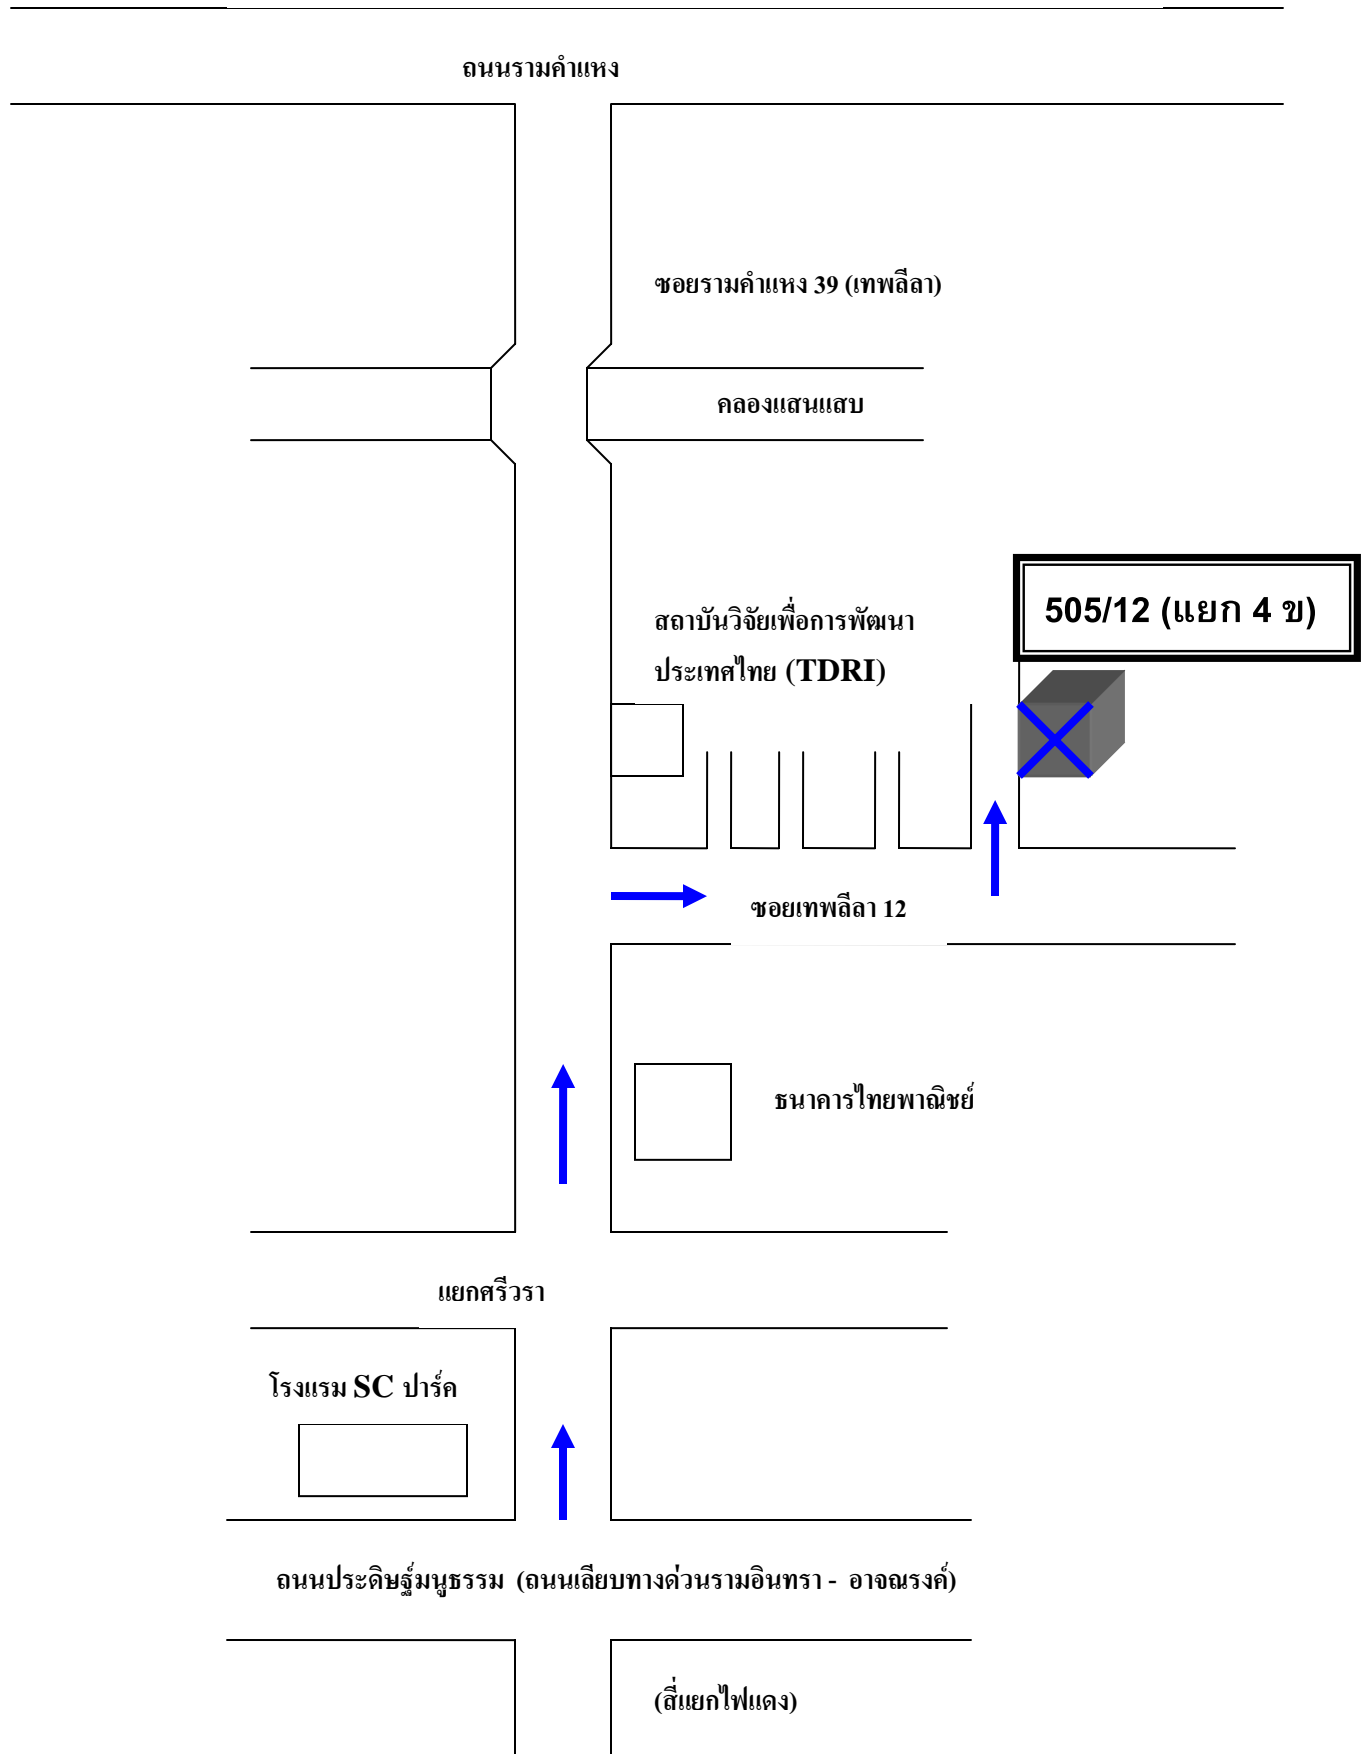 ถนนรามคำแหง
ซอยรามคำแหง 39 (เทพลีลา)
คลองแสนแสบ
505/12 (แยก 4 ข)
สถาบันวิจัยเพื่อการพัฒนา
ประเทศไทย (TDRI)
ซอยเทพลีลา 12
ธนาคารไทยพาณิชย์
แยกศรีวรา
โรงแรม SC ปาร์ค
ถนนประดิษฐ์มนูธรรม (ถนนเลียบทางด่วนรามอินทรา - อาจณรงค์)
(สี่แยกไฟแดง)